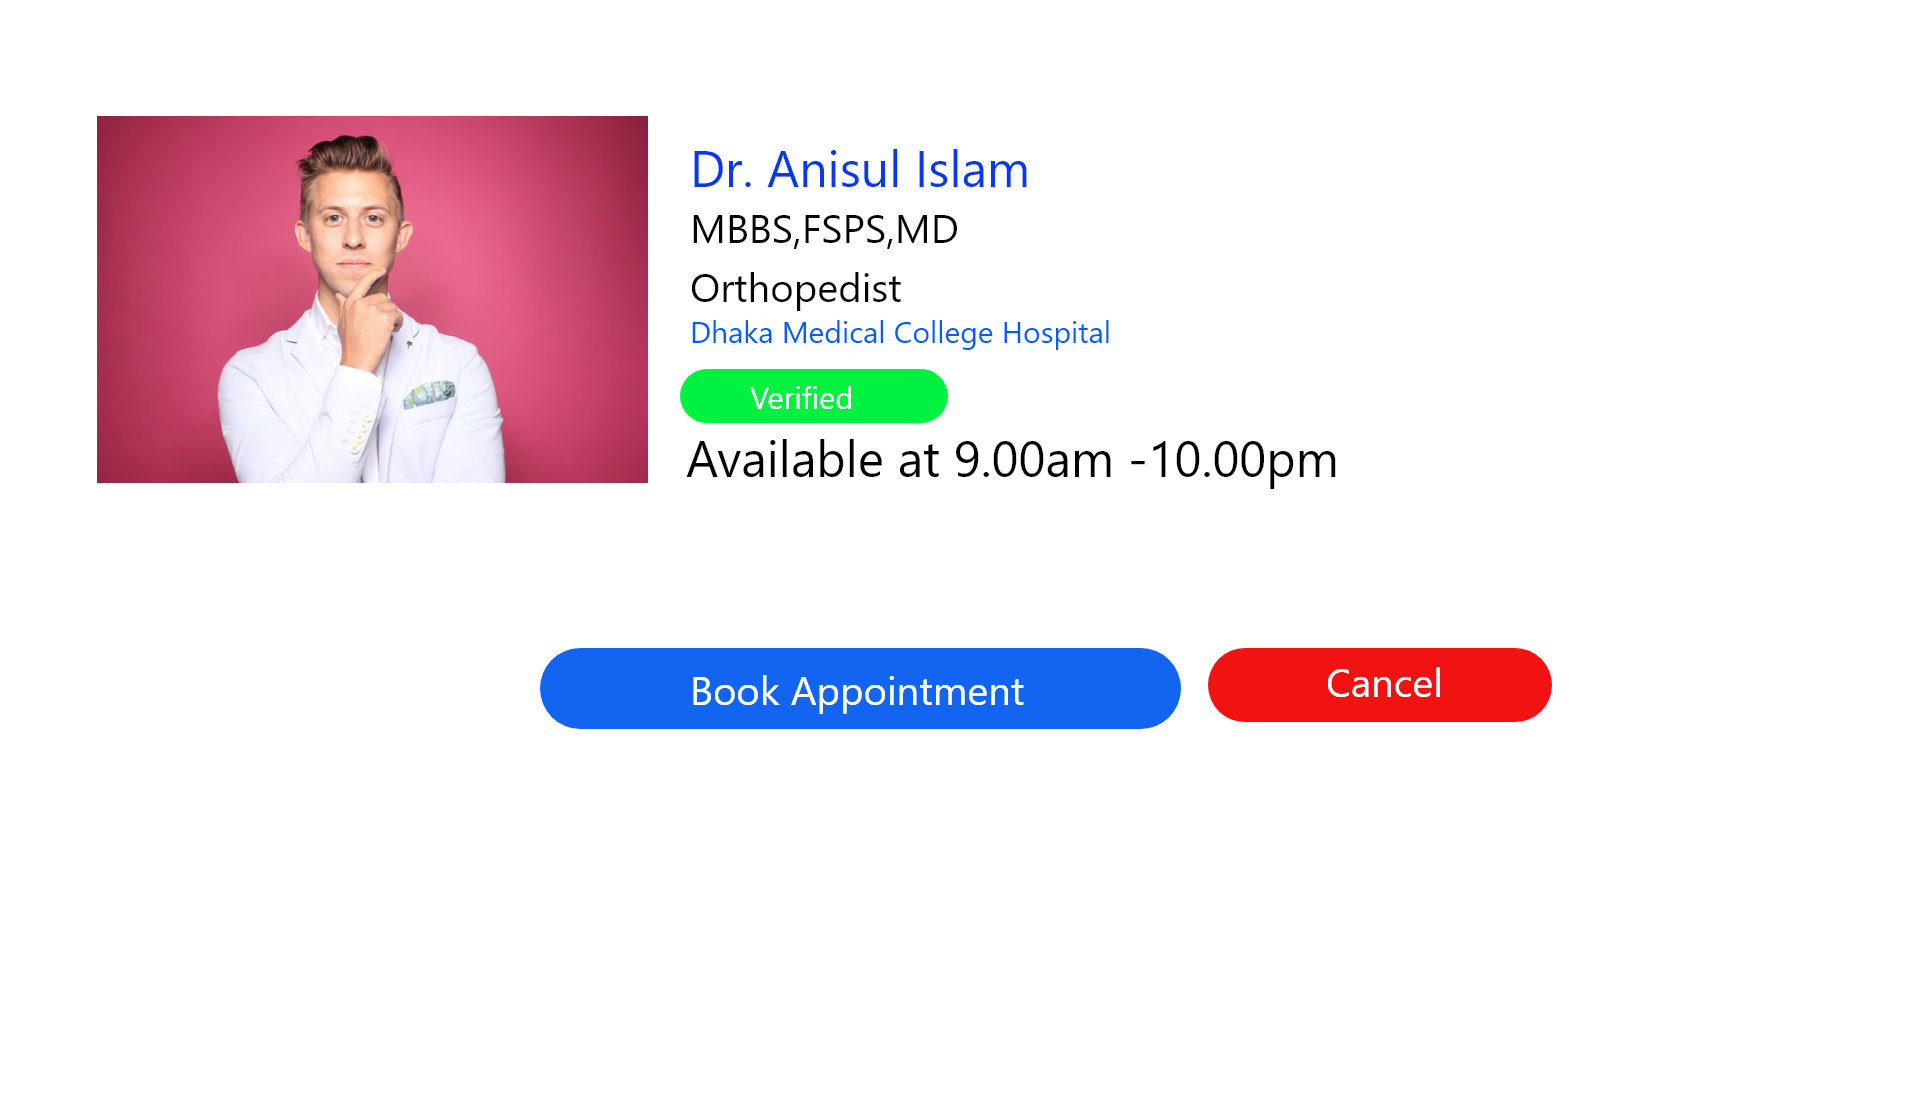 Dr. Anisul Islam
MBBS,FSPS,MD
Orthopedist
Dhaka Medical College Hospital
Verified
Available at 9.00am -10.00pm
Book Appointment
Cancel